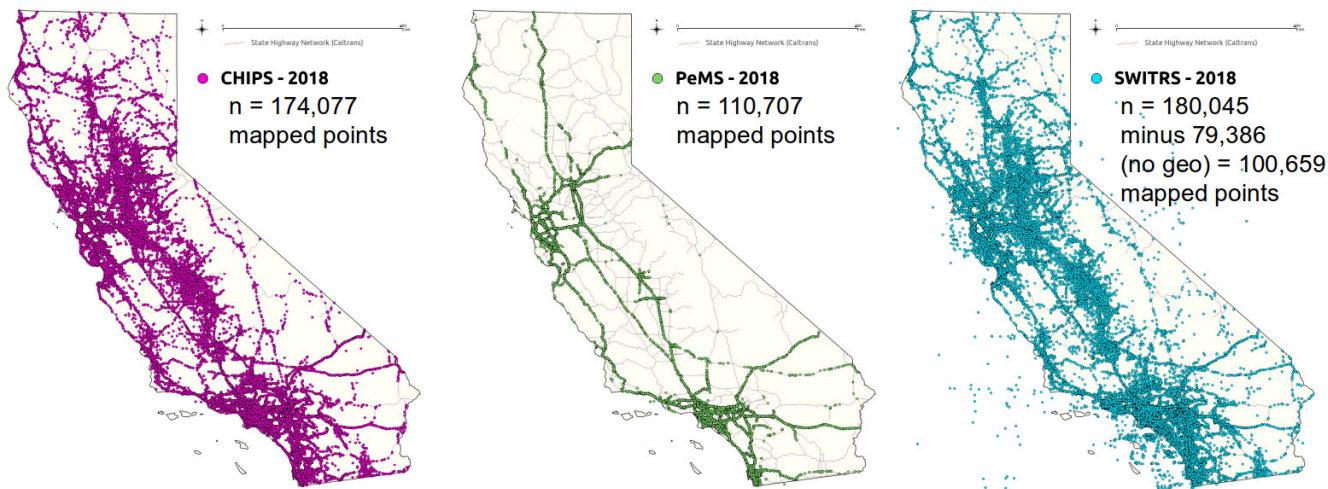 State Highway Network (Caltrans)
CHIPS - 2018
n = 174,077
mapped points
State Highway Network (Caltrans)
PeMS - 2018
n = 110,707
mapped points
State Highway Network (Caltrans)
SWITRS - 2018
n = 180,045
minus 79,386
(no geo) = 100,659
mapped points